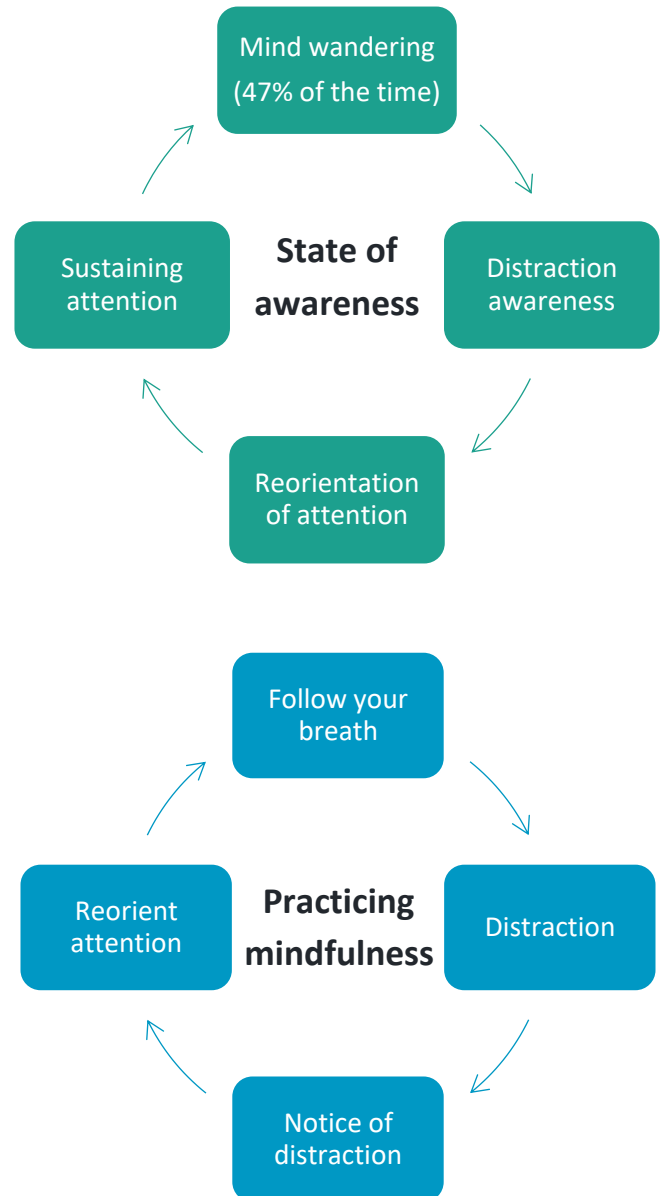 Mind wandering
(47% of the time)
Sustaining
attention
State of
awareness
Distraction
awareness
Reorientation
of attention
Follow your
breath
Reorient
attention
Practicing
mindfulness
Distraction
Notice of
distraction